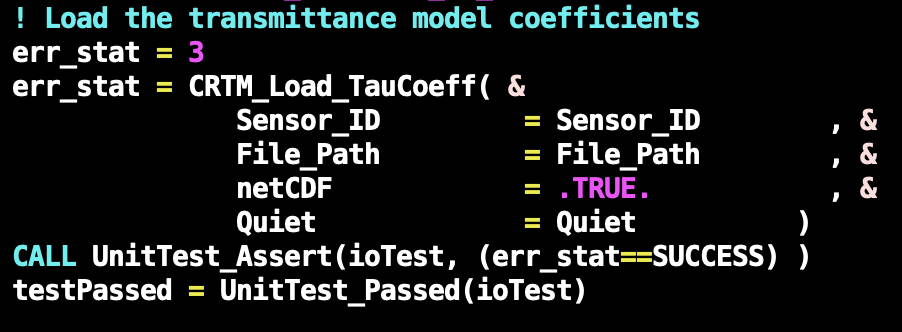 ! Load the transmittance model coefficients
err_stat = 3
err_stat = CRTM_Load_TauCoeff( &
              Sensor_ID         = Sensor_ID        , &
              File_Path         = File_Path        , &
              netCDF            = .TRUE.           , &
              Quiet             = Quiet          )
CALL UnitTest_Assert(ioTest, (err_stat==SUCCESS) )
testPassed = UnitTest_Passed(ioTest)